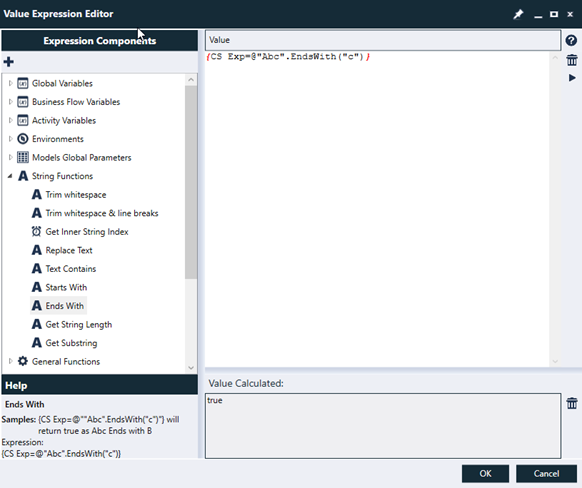 Value Expression Editor
Expression Components
Global Variables
Business Flow Variables
Activity Variables
Environments
Models Global Parameters
String Functions
Trim whitespace
Trim whitespace & line breaks
Get Inner String Index
Replace Text
Text Contains
Starts With
Ends With
Get String Length
Get Substring
General Functions
Help
Ends With
Samples: {CS Exp=@""Abc".EndsWith("c")"} will
return true as Abc Ends with B
Expression:
{CS Exp=@"Abc".EndsWith("c")}
Value
{CS Exp=@"Abc".EndsWith("c")}
Value Calculated:
true
OK
Cancel